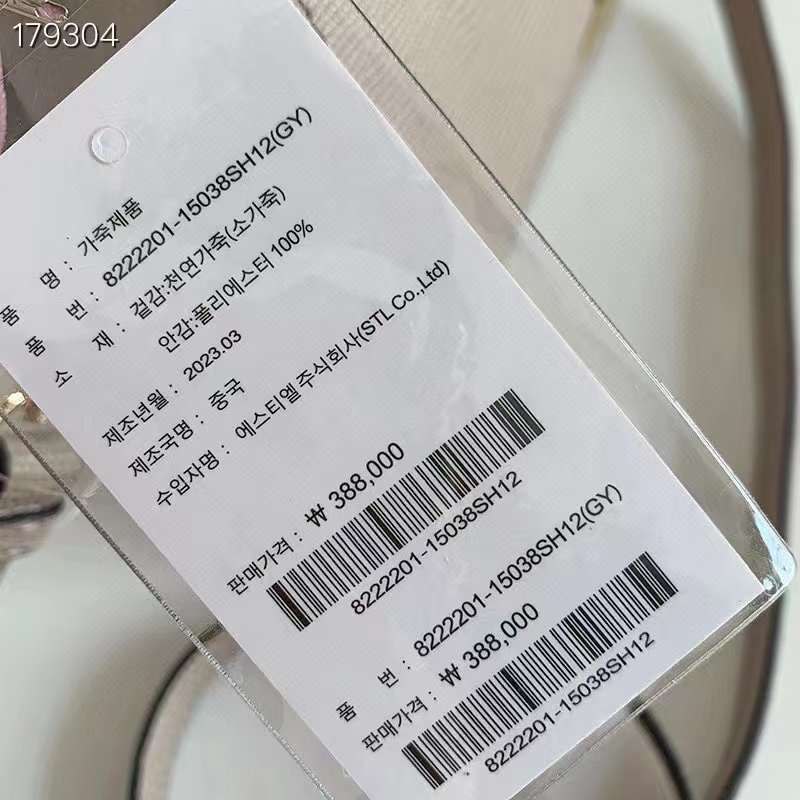 179304
품 명 : 가죽제품
품 번 : 8222201-15038SH12(GY)
소 재 : 겉감:천연가죽(소가죽)
안감:폴리에스터 100%
제조년월 : 2023.03
제조국명 : 중국
수입자명 : 에스티엘 주식회사(STL Co.,Ltd)
판매가격 : ₩ 388,000
8222201-15038SH12
품 번 : 8222201-15038SH12(GY)
판매가격 : ₩ 388,000
8222201-15038SH12